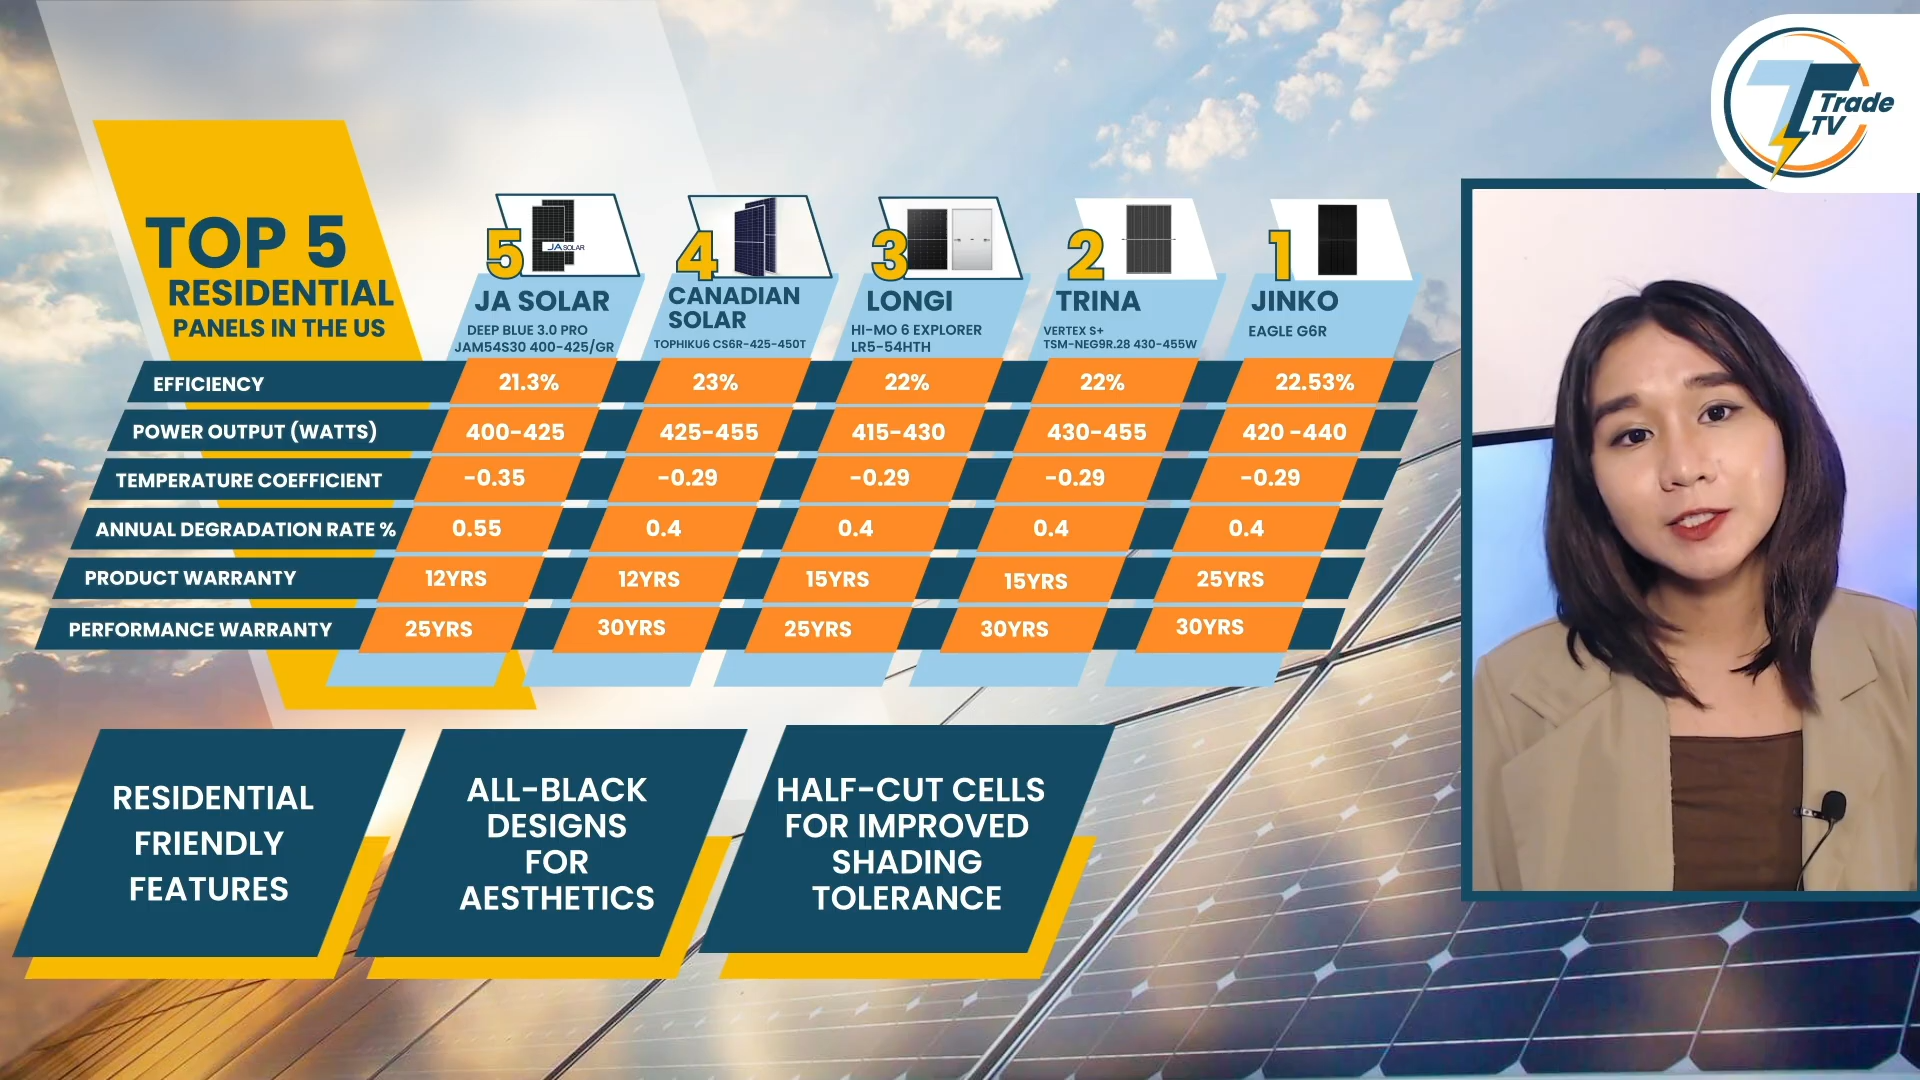 Trade
TV
TOP 5
RESIDENTIAL
PANELS IN THE US
5
JA SOLAR
JA SOLAR
DEEP BLUE 3.0 PRO
JAM54S30 400-425/GR
4
CANADIAN
SOLAR
TOPHIKU6 CS6R-425-450T
3
LONGI
HI-MO 6 EXPLORER
LR5-54HTH
2
TRINA
VERTEX S+
TSM-NEG9R.28 430-455W
1
JINKO
EAGLE G6R
EFFICIENCY 21.3% 23% 22% 22% 22.53%
POWER OUTPUT (WATTS) 400-425 425-455 415-430 430-455 420 -440
TEMPERATURE COEFFICIENT -0.35 -0.29 -0.29 -0.29 -0.29
ANNUAL DEGRADATION RATE % 0.55 0.4 0.4 0.4 0.4
PRODUCT WARRANTY 12YRS 12YRS 15YRS 15YRS 25YRS
PERFORMANCE WARRANTY 25YRS 30YRS 25YRS 30YRS 30YRS
RESIDENTIAL
FRIENDLY
FEATURES
ALL-BLACK
DESIGNS
FOR
AESTHETICS
HALF-CUT CELLS
FOR IMPROVED
SHADING
TOLERANCE